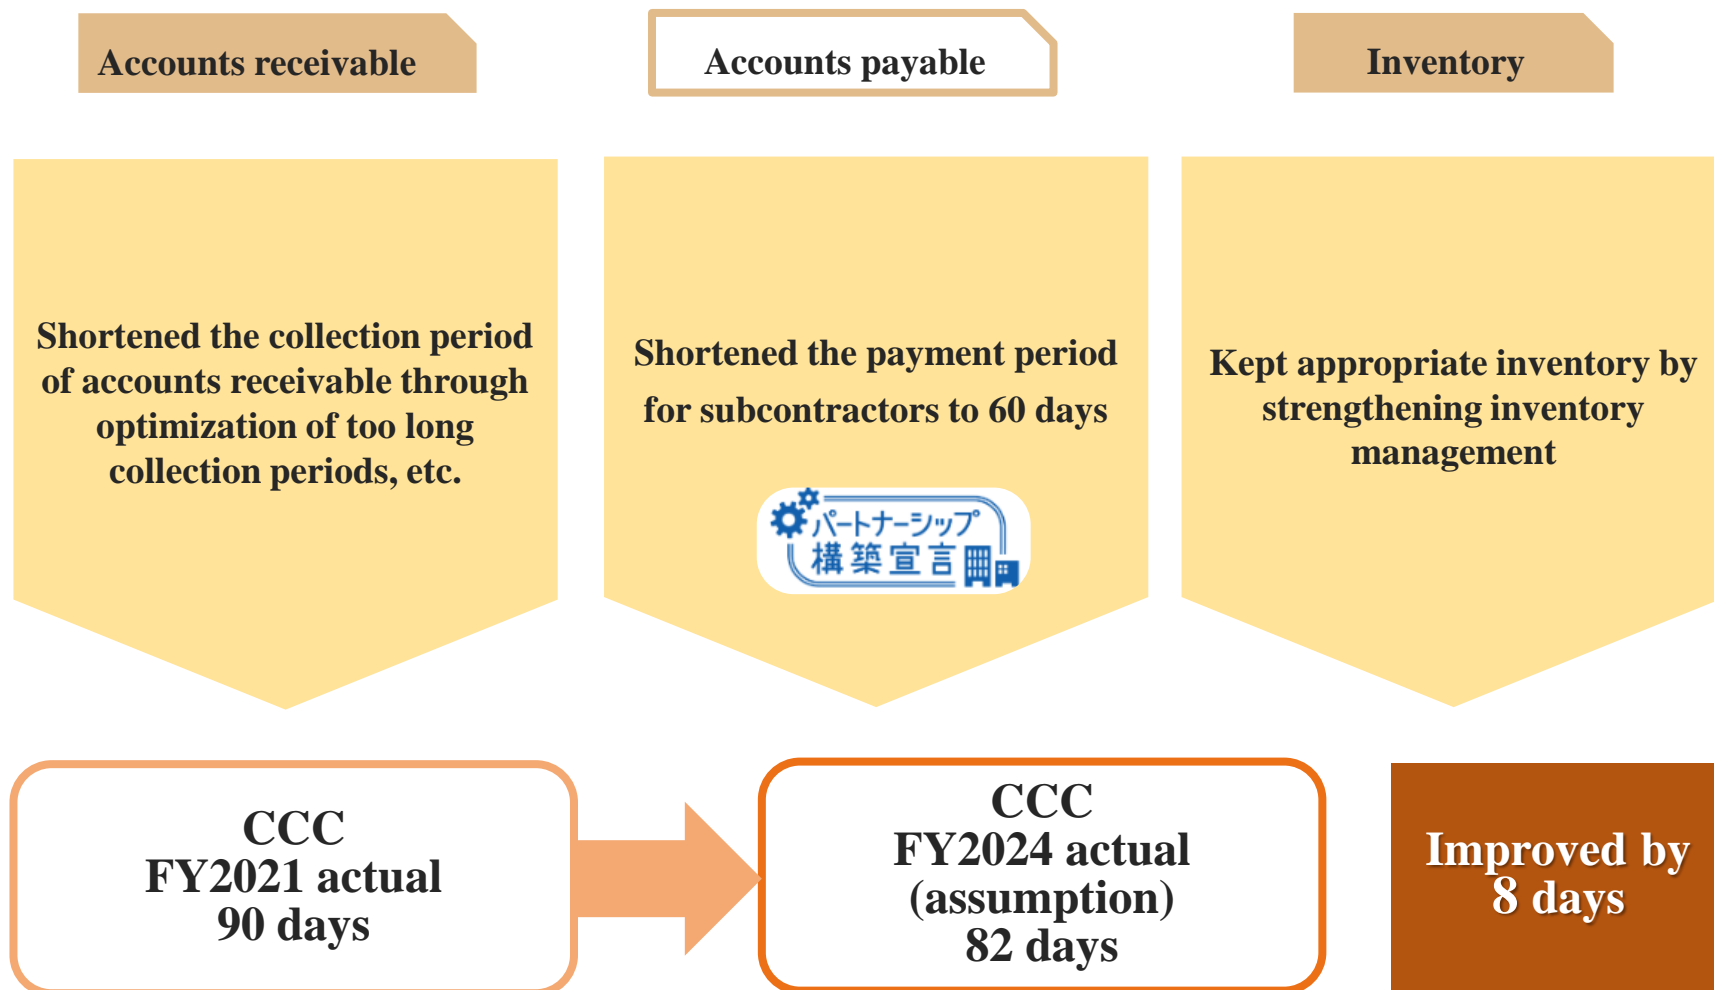 Accounts receivable
Accounts payable
Inventory
Shortened the collection period
of accounts receivable through
optimization of too long
collection periods, etc.
Shortened the payment period
for subcontractors to 60 days
パートナーシップ
構築宣言
Kept appropriate inventory by
strengthening inventory
management
CCC
FY2021 actual
90 days
CCC
FY2024 actual
(assumption)
82 days
Improved by
8 days